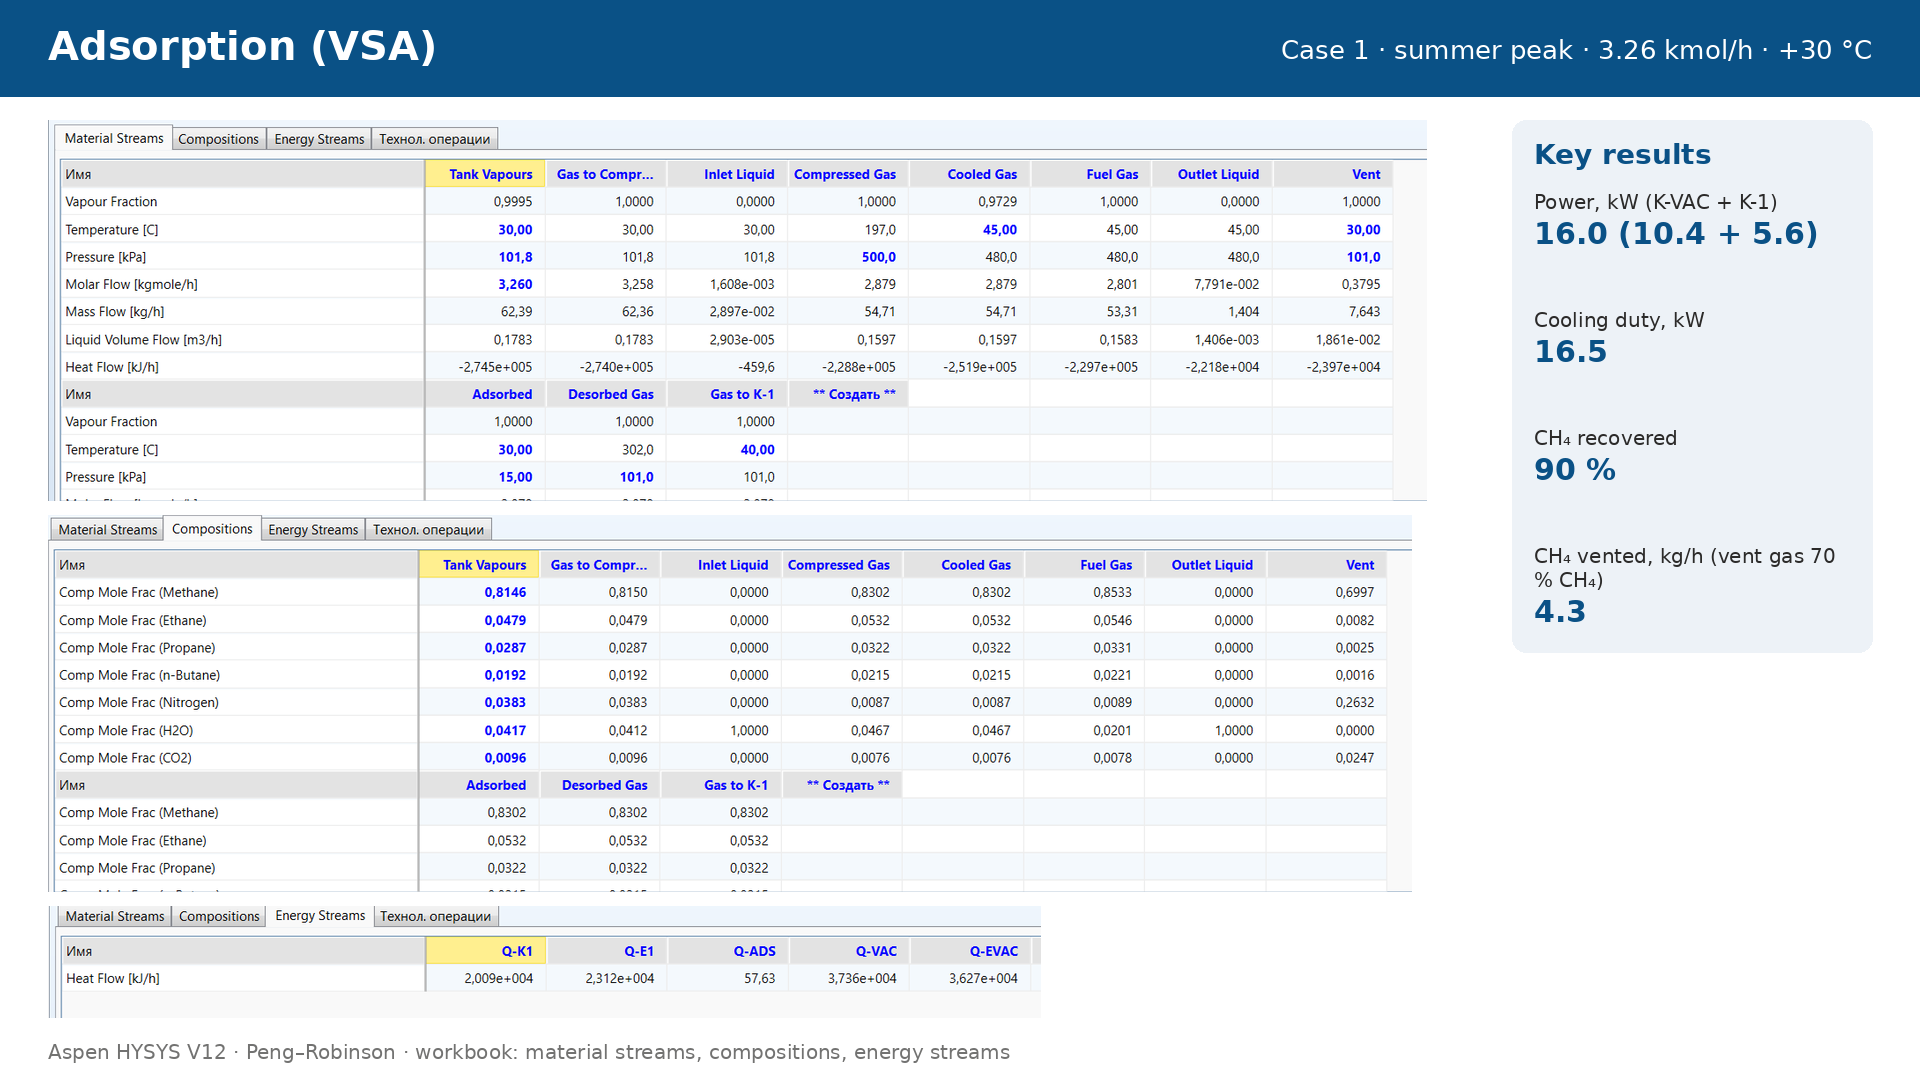 Adsorption (VSA)
Case 1 · summer peak · 3.26 kmol/h · +30 °C
Material Streams Compositions Energy Streams Технол. операции
Имя Tank Vapours Gas to Compr... Inlet Liquid Compressed Gas Cooled Gas Fuel Gas Outlet Liquid Vent
Vapour Fraction 0,9995 1,0000 0,0000 1,0000 0,9729 1,0000 0,0000 1,0000
Temperature [C] 30,00 30,00 30,00 197,0 45,00 45,00 45,00 30,00
Pressure [kPa] 101,8 101,8 101,8 500,0 480,0 480,0 480,0 101,0
Molar Flow [kgmole/h] 3,260 3,258 1,608e-003 2,879 2,879 2,801 7,791e-002 0,3795
Mass Flow [kg/h] 62,39 62,36 2,897e-002 54,71 54,71 53,31 1,404 7,643
Liquid Volume Flow [m3/h] 0,1783 0,1783 2,903e-005 0,1597 0,1597 0,1583 1,406e-003 1,861e-002
Heat Flow [kJ/h] -2,745e+005 -2,740e+005 -459,6 -2,288e+005 -2,519e+005 -2,297e+005 -2,218e+004 -2,397e+004
Имя Adsorbed Desorbed Gas Gas to K-1 ** Создать **
Vapour Fraction 1,0000 1,0000 1,0000
Temperature [C] 30,00 302,0 40,00
Pressure [kPa] 15,00 101,0 101,0
Material Streams Compositions Energy Streams Технол. операции
Имя Tank Vapours Gas to Compr... Inlet Liquid Compressed Gas Cooled Gas Fuel Gas Outlet Liquid Vent
Comp Mole Frac (Methane) 0,8146 0,8150 0,0000 0,8302 0,8302 0,8533 0,0000 0,6997
Comp Mole Frac (Ethane) 0,0479 0,0479 0,0000 0,0532 0,0532 0,0546 0,0000 0,0082
Comp Mole Frac (Propane) 0,0287 0,0287 0,0000 0,0322 0,0322 0,0331 0,0000 0,0025
Comp Mole Frac (n-Butane) 0,0192 0,0192 0,0000 0,0215 0,0215 0,0221 0,0000 0,0016
Comp Mole Frac (Nitrogen) 0,0383 0,0383 0,0000 0,0087 0,0087 0,0089 0,0000 0,2632
Comp Mole Frac (H2O) 0,0417 0,0412 1,0000 0,0467 0,0467 0,0201 1,0000 0,0000
Comp Mole Frac (CO2) 0,0096 0,0096 0,0000 0,0076 0,0076 0,0078 0,0000 0,0247
Имя Adsorbed Desorbed Gas Gas to K-1 ** Создать **
Comp Mole Frac (Methane) 0,8302 0,8302 0,8302
Comp Mole Frac (Ethane) 0,0532 0,0532 0,0532
Comp Mole Frac (Propane) 0,0322 0,0322 0,0322
Material Streams Compositions Energy Streams Технол. операции
Имя Q-K1 Q-E1 Q-ADS Q-VAC Q-EVAC
Heat Flow [kJ/h] 2,009e+004 2,312e+004 57,63 3,736e+004 3,627e+004
Key results
Power, kW (K-VAC + K-1)
16.0 (10.4 + 5.6)
Cooling duty, kW
16.5
CH₄ recovered
90 %
CH₄ vented, kg/h (vent gas 70
% CH₄)
4.3
Aspen HYSYS V12 · Peng–Robinson · workbook: material streams, compositions, energy streams